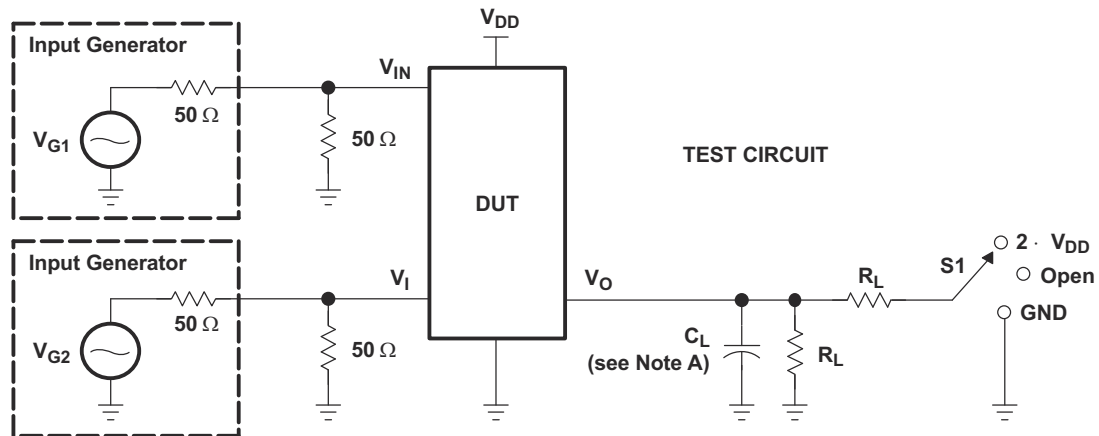 Input Generator
V_G1
50 Ω
50 Ω
V_IN
V_DD
DUT
TEST CIRCUIT
Input Generator
V_G2
50 Ω
50 Ω
V_I
V_O
C_L
(see Note A)
R_L
R_L
S1
2 · V_DD
Open
GND